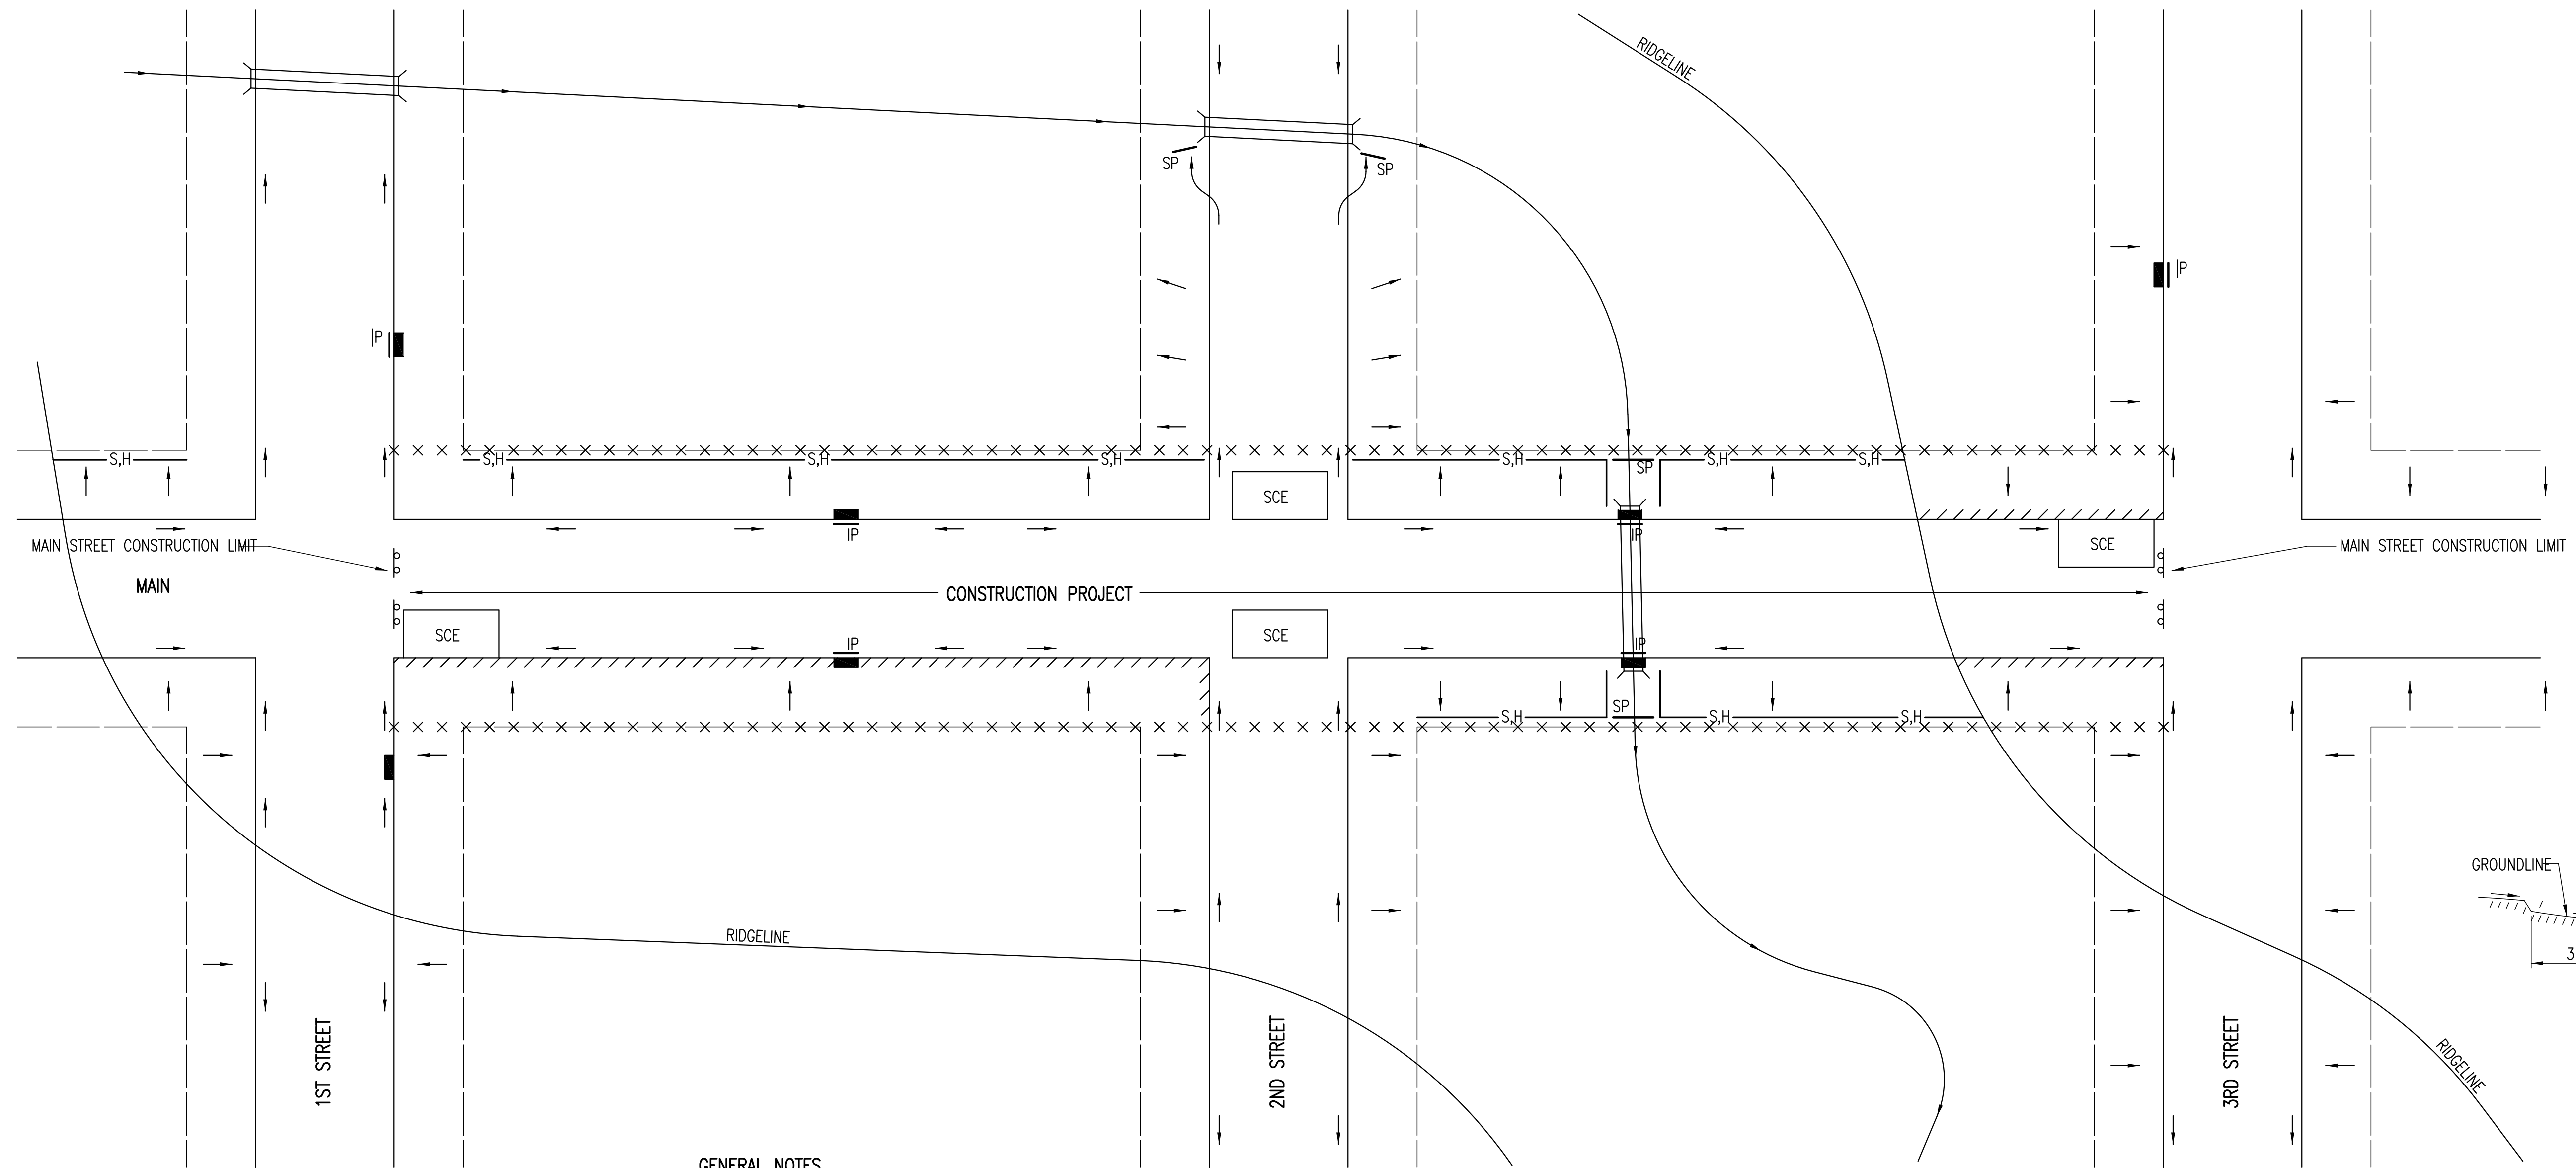 RIDGELINE
SP
SP
IP
IP
S,H
S,H
S,H
S,H
S,H
SP
S,H
S,H
SCE
IP
IP
MAIN STREET CONSTRUCTION LIMIT
SCE
MAIN STREET CONSTRUCTION LIMIT
MAIN
CONSTRUCTION PROJECT
SCE
SCE
IP
IP
SP
S,H
S,H
S,H
GROUNDLINE
RIDGELINE
3
1ST STREET
2ND STREET
3RD STREET
RIDGELINE
GENERAL NOTES